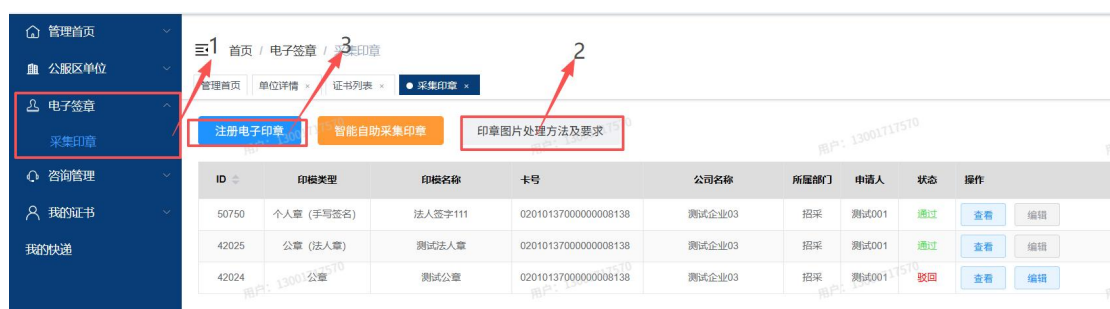 管理首页
公服区单位
电子签章
采集印章
咨询管理
我的证书
我的快递
1
3
2
首页 / 电子签章 / 采集印章
管理首页 单位详情 × 证书列表 × 采集印章 ×
注册电子印章 智能自助采集印章 印章图片处理方法及要求
ID 印模类型 印模名称 卡号 公司名称 所属部门 申请人 状态 操作
50750 个人章（手写签名） 法人签字111 02010137000000008138 测试企业03 招采 测试001 通过 查看 编辑
42025 公章（法人章） 测试法人章 02010137000000008138 测试企业03 招采 测试001 通过 查看 编辑
42024 公章 测试公章 02010137000000008138 测试企业03 招采 测试001 驳回 查看 编辑
用户：13001717570